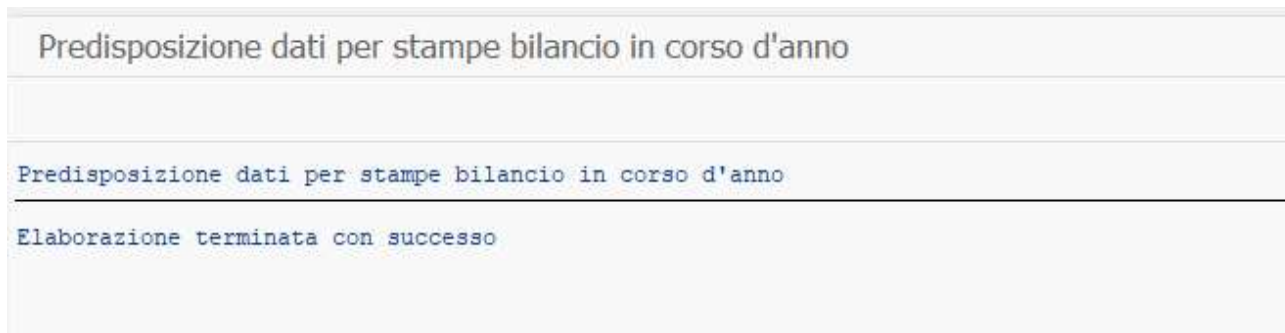 Predisposizione dati per stampe bilancio in corso d'anno
Predisposizione dati per stampe bilancio in corso d'anno
Elaborazione terminata con successo